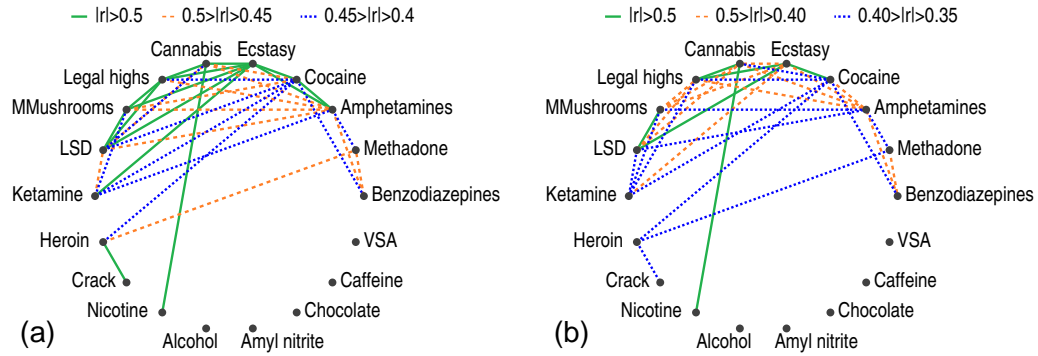 |r|>0.5 0.5>|r|>0.45 0.45>|r|>0.4
Cannabis Ecstasy
Legal highs Cocaine
MMushrooms Amphetamines
LSD Methadone
Ketamine Benzodiazepines
Heroin VSA
Crack Caffeine
Nicotine Chocolate
(a) Alcohol Amyl nitrite
|r|>0.5 0.5>|r|>0.40 0.40>|r|>0.35
Cannabis Ecstasy
Legal highs Cocaine
MMushrooms Amphetamines
LSD Methadone
Ketamine Benzodiazepines
Heroin VSA
Crack Caffeine
Nicotine Chocolate
(b) Alcohol Amyl nitrite